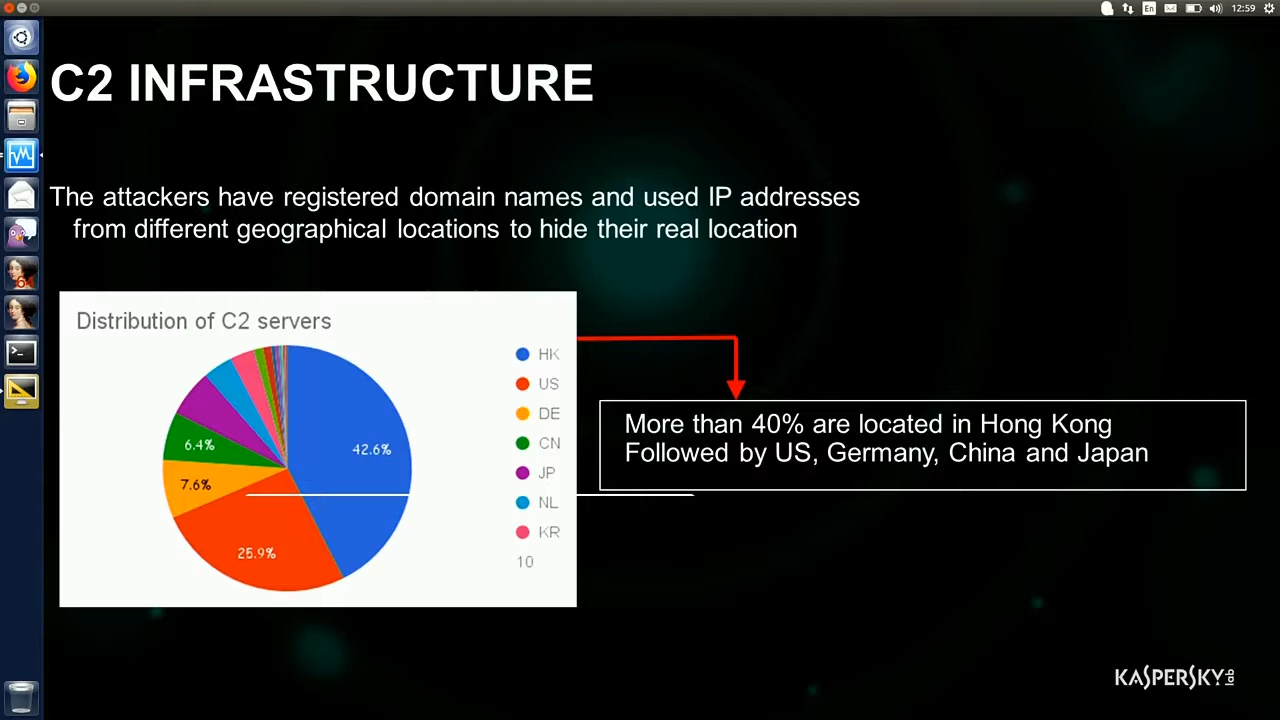 En
12:59
C2 INFRASTRUCTURE
The attackers have registered domain names and used IP addresses
from different geographical locations to hide their real location
Distribution of C2 servers
HK
US
DE
CN
JP
NL
KR
10
42.6%
25.9%
7.6%
6.4%
More than 40% are located in Hong Kong
Followed by US, Germany, China and Japan
KASPERSKY lab